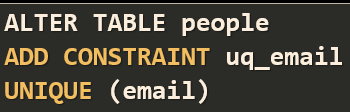 ALTER TABLE people
ADD CONSTRAINT uq_email
UNIQUE (email)